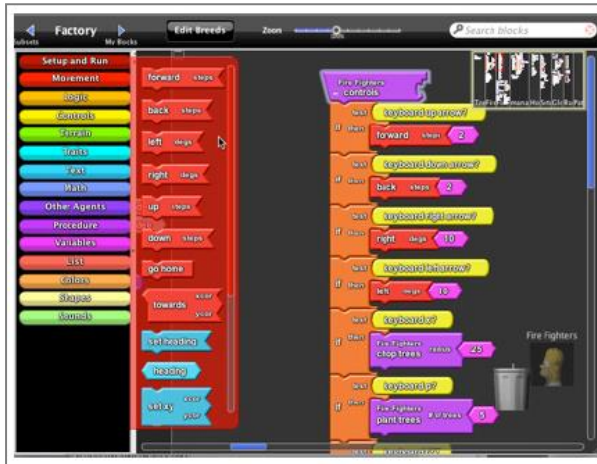 Factory
Edit Breeds
Zoom
Search blocks
My Blocks
Setup and Run
Movement
Logic
Controls
Terrain
Traits
Text
Math
Other Agents
Procedure
Variables
List
Colors
Shapes
Sounds
forward steps
back steps
left degs
right degs
up steps
down steps
go home
towards xcor ycor
set heading
heading
set xy xcor ycor
Fire Fighters
controls
if test keyboard up arrow?
then forward steps 2
if test keyboard down arrow?
then back steps 2
if test keyboard right arrow?
then right degs 10
if test keyboard left arrow?
then left degs 10
if test keyboard x?
then Fire Fighters chop trees radius 25
if test keyboard p?
then Fire Fighters plant trees # of trees 5
test
Fire Fighters